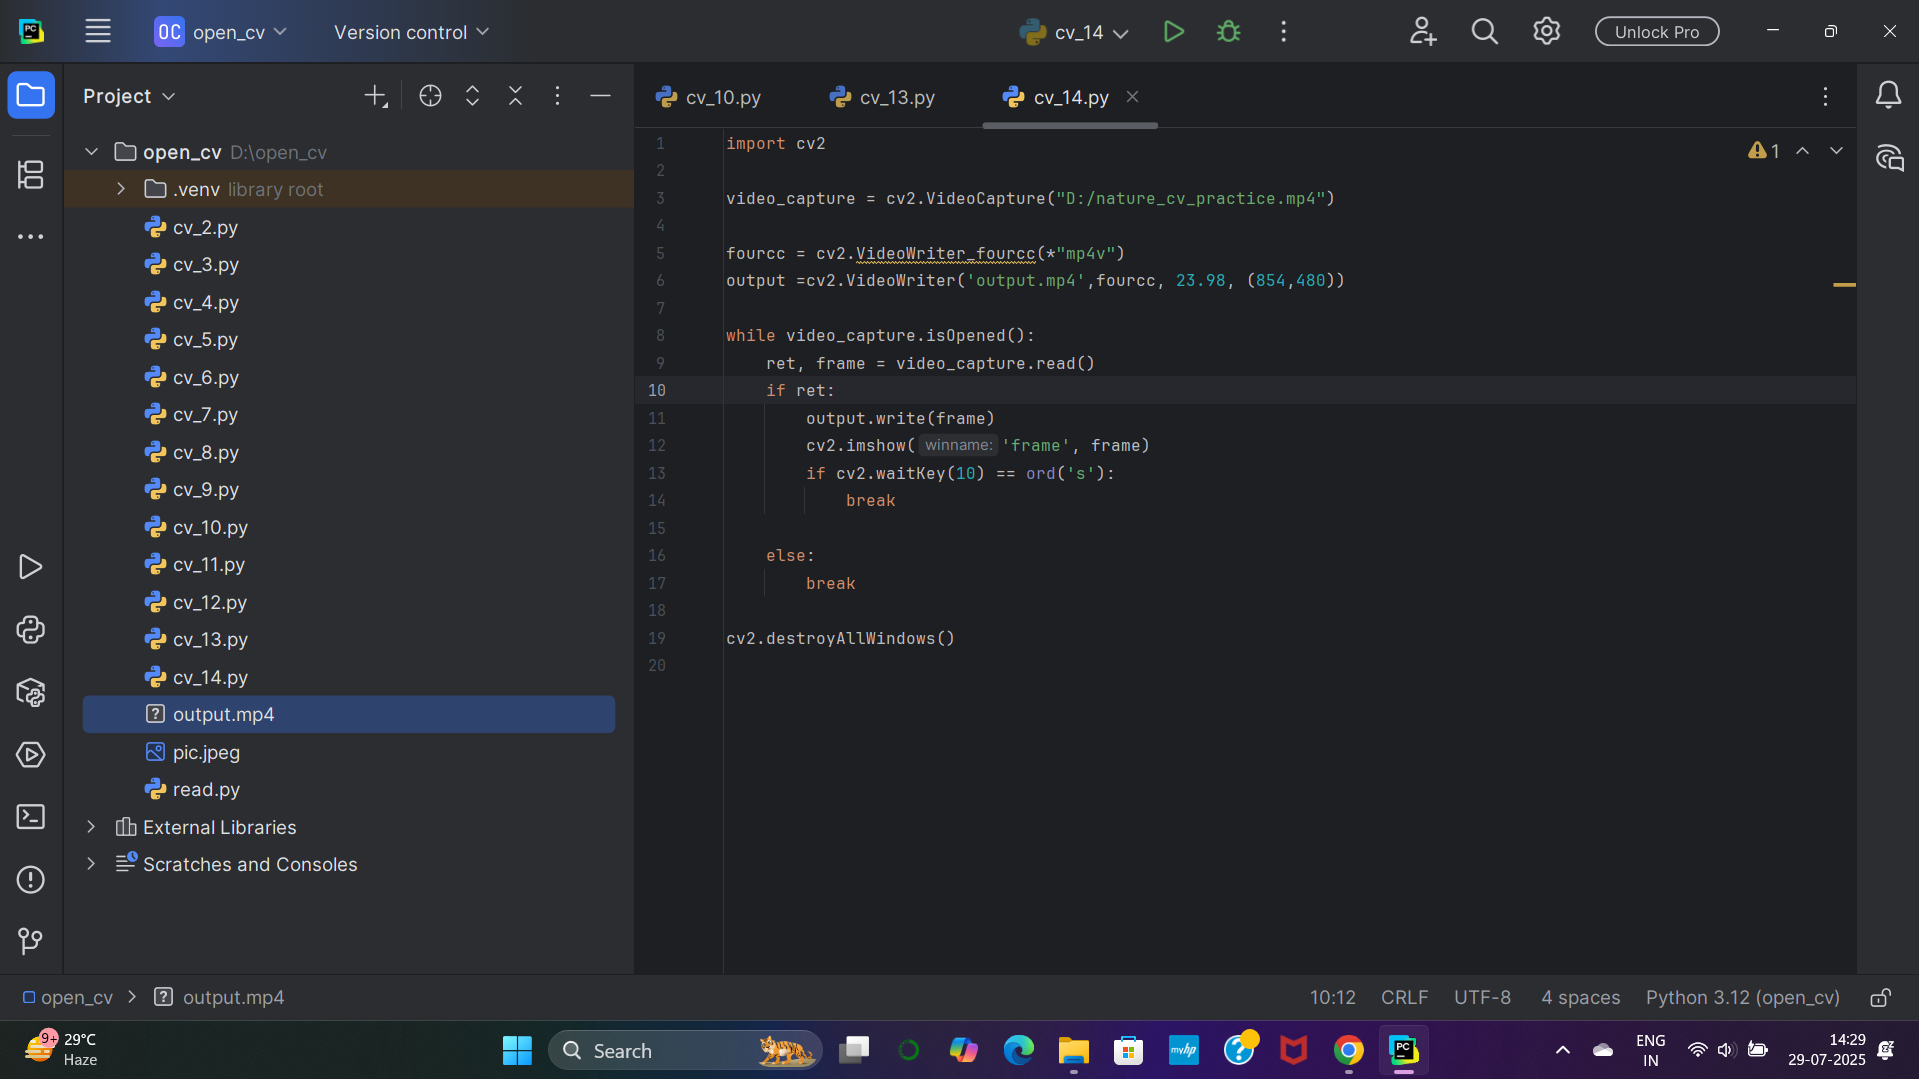 PC
OC open_cv
Version control
cv_14
Unlock Pro
Project
cv_10.py
cv_13.py
cv_14.py
open_cv D:\open_cv
.venv library root
cv_2.py
cv_3.py
cv_4.py
cv_5.py
cv_6.py
cv_7.py
cv_8.py
cv_9.py
cv_10.py
cv_11.py
cv_12.py
cv_13.py
cv_14.py
output.mp4
pic.jpeg
read.py
External Libraries
Scratches and Consoles
1 import cv2
2
3 video_capture = cv2.VideoCapture("D:/nature_cv_practice.mp4")
4
5 fourcc = cv2.VideoWriter_fourcc(*"mp4v")
6 output =cv2.VideoWriter('output.mp4',fourcc, 23.98, (854,480))
7
8 while video_capture.isOpened():
9     ret, frame = video_capture.read()
10     if ret:
11         output.write(frame)
12         cv2.imshow( winname: 'frame', frame)
13         if cv2.waitKey(10) == ord('s'):
14             break
15
16     else:
17         break
18
19 cv2.destroyAllWindows()
20
1
open_cv > output.mp4
10:12 CRLF UTF-8 4 spaces Python 3.12 (open_cv)
9+ 29°C
Haze
Search
myhp
PC
ENG
IN
14:29
29-07-2025